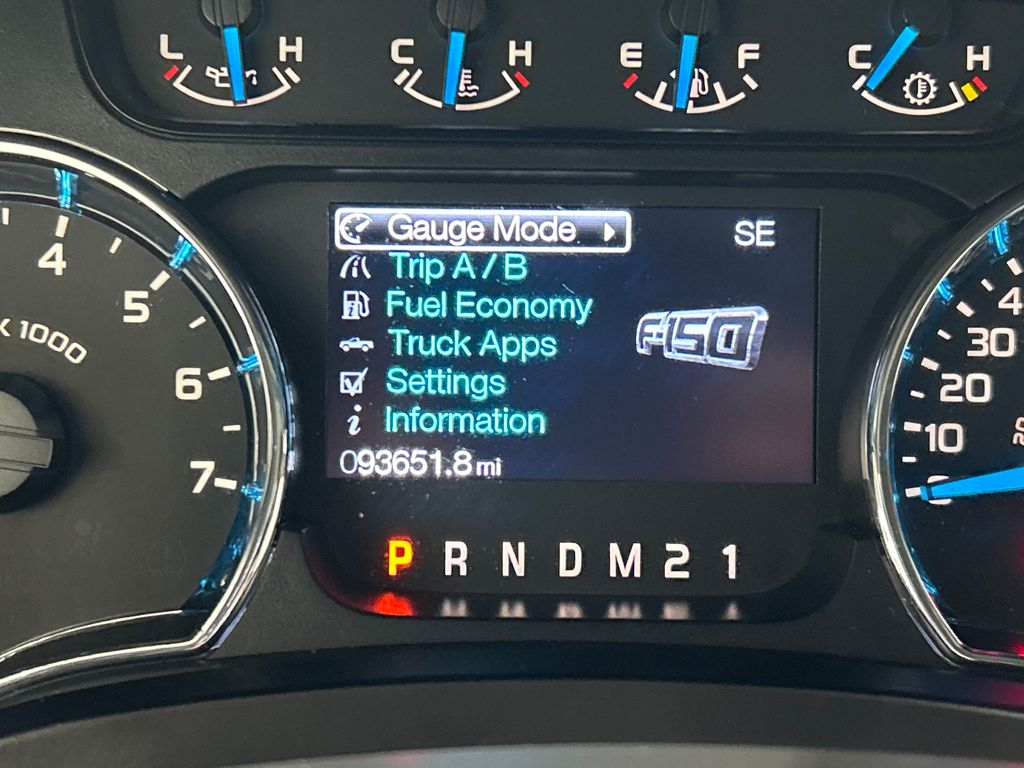 L H C H E F C H
Gauge Mode SE
Trip A / B
Fuel Economy
Truck Apps
Settings
Information
093651.8 mi
F-150
P R N D M 2 1
4
5
6
7
x 1000
30
20
10
0